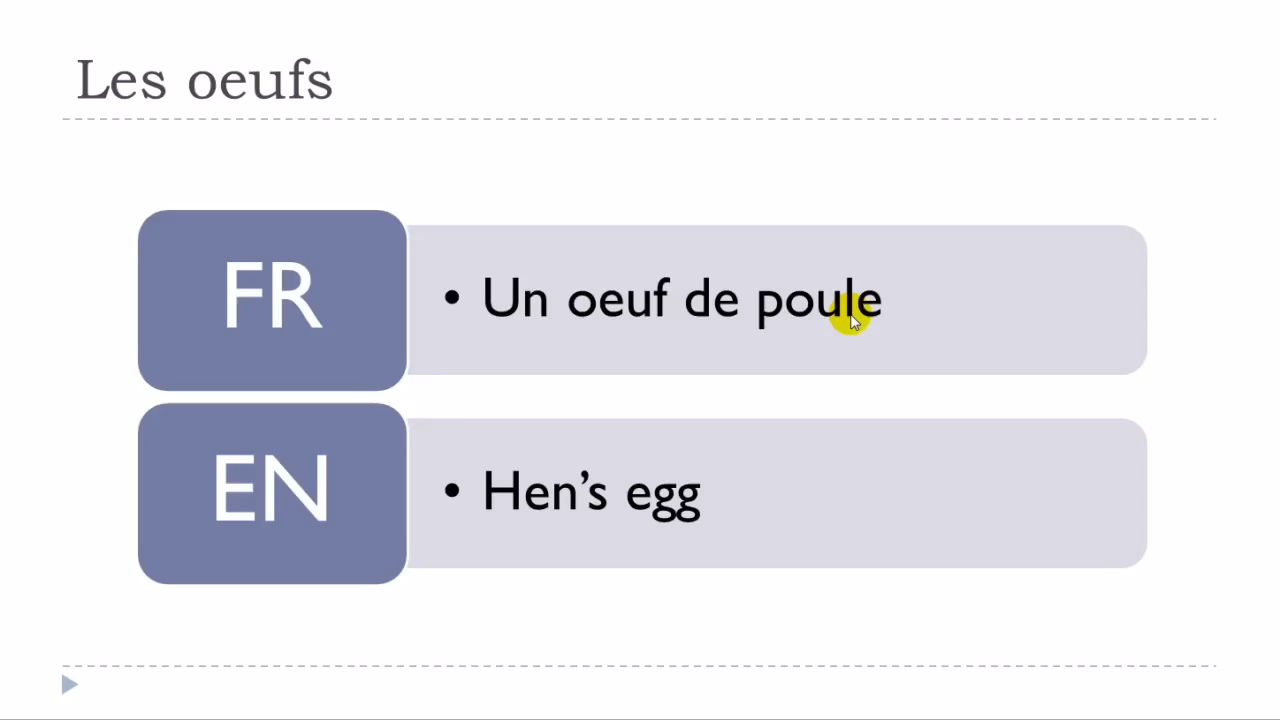 Les oeufs
FR
• Un oeuf de poule
EN
• Hen’s egg